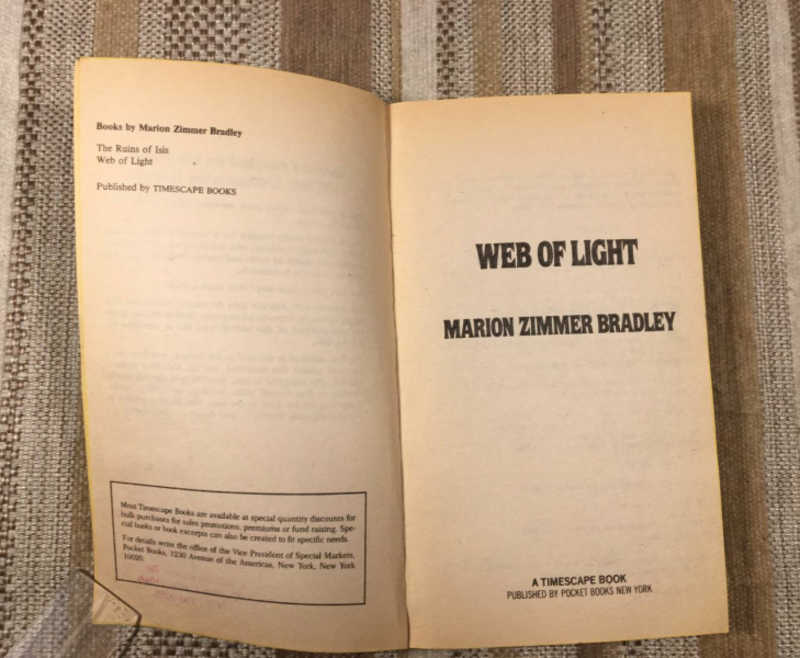 Books by Marion Zimmer Bradley
The Ruins of Isis
Web of Light
Published by TIMESCAPE BOOKS
Most Timescape Books are available at special quantity discounts for
bulk purchases for sales promotions, premiums or fund raising. Spe-
cial books or book excerpts can also be created to fit specific needs.
For details write the office of the Vice President of Special Markets,
Pocket Books, 1230 Avenue of the Americas, New York, New York
10020.
WEB OF LIGHT
MARION ZIMMER BRADLEY
A TIMESCAPE BOOK
PUBLISHED BY POCKET BOOKS NEW YORK